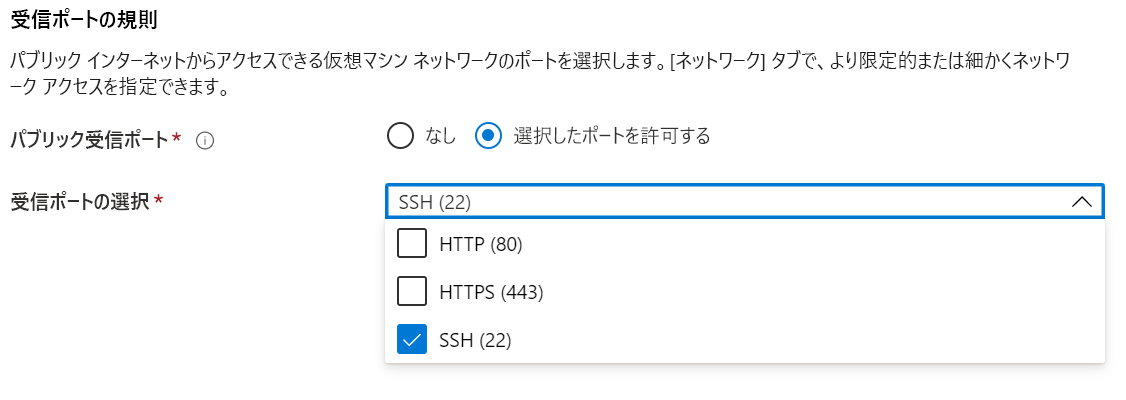 受信ポートの規則
パブリック インターネットからアクセスできる仮想マシン ネットワークのポートを選択します。[ネットワーク] タブで、より限定的または細かくネットワ
ーク アクセスを指定できます。
パブリック受信ポート *
なし
選択したポートを許可する
受信ポートの選択 *
SSH (22)
HTTP (80)
HTTPS (443)
SSH (22)